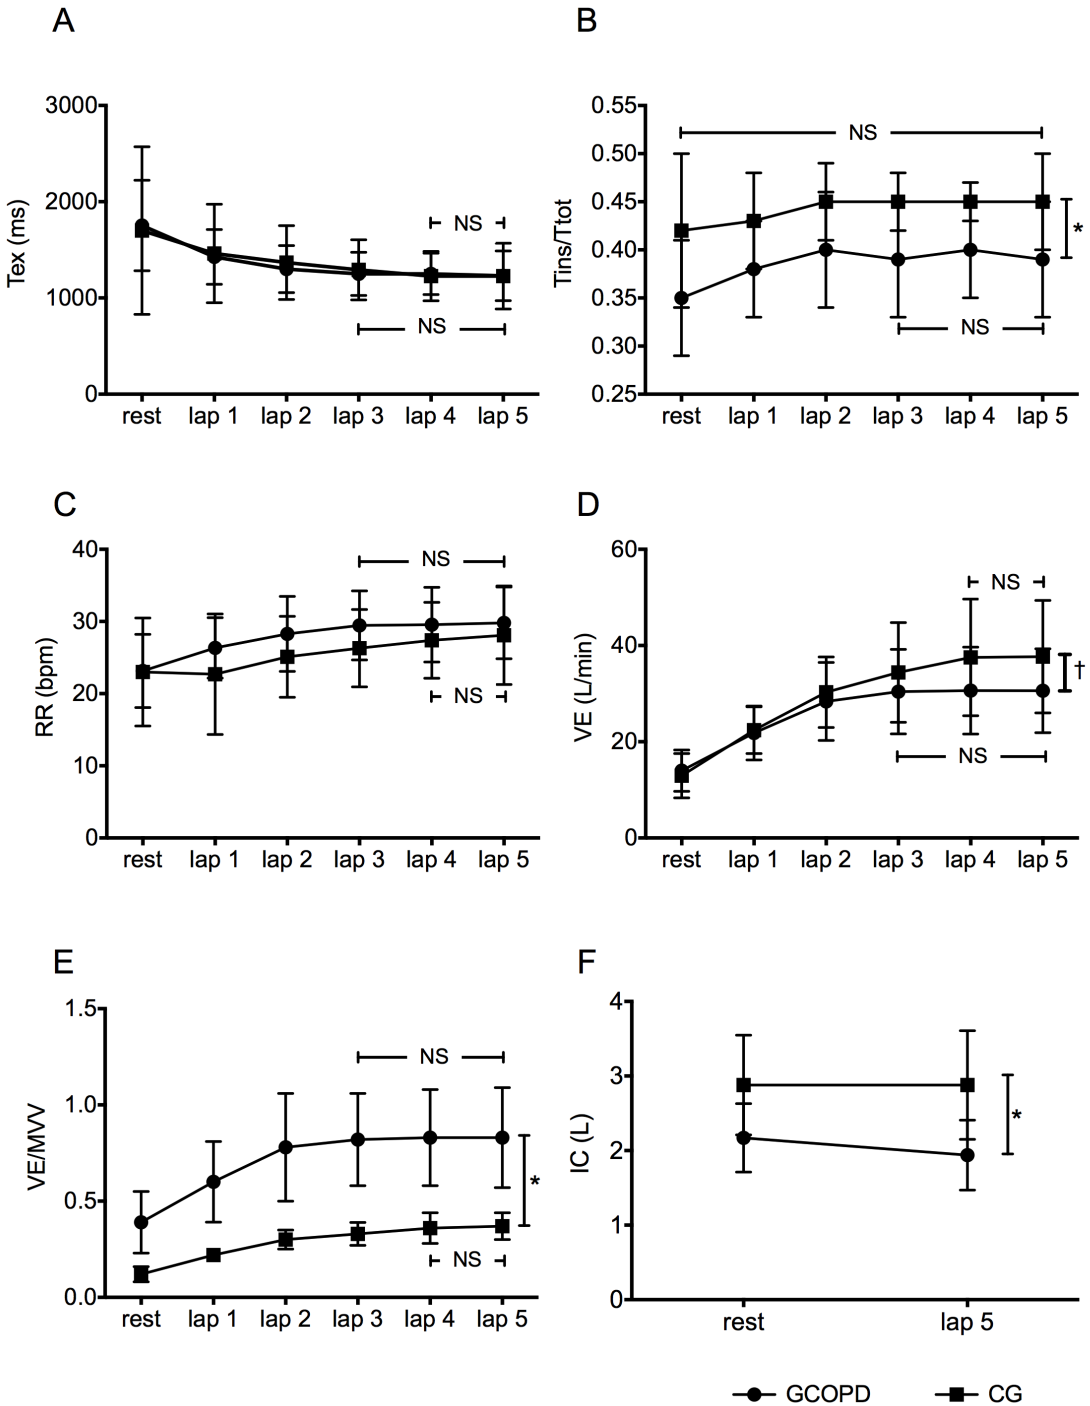 A
Tex (ms)
3000
2000
1000
0
NS
NS
rest lap 1 lap 2 lap 3 lap 4 lap 5
B
Tins/Ttot
0.55
0.50
0.45
0.40
0.35
0.30
0.25
NS
*
NS
rest lap 1 lap 2 lap 3 lap 4 lap 5
C
RR (bpm)
40
30
20
10
0
NS
NS
rest lap 1 lap 2 lap 3 lap 4 lap 5
D
VE (L/min)
60
40
20
0
NS
†
NS
rest lap 1 lap 2 lap 3 lap 4 lap 5
E
VE/MVV
1.5
1.0
0.5
0.0
NS
*
NS
rest lap 1 lap 2 lap 3 lap 4 lap 5
F
IC (L)
4
3
2
1
0
*
rest lap 5
GCOPD CG